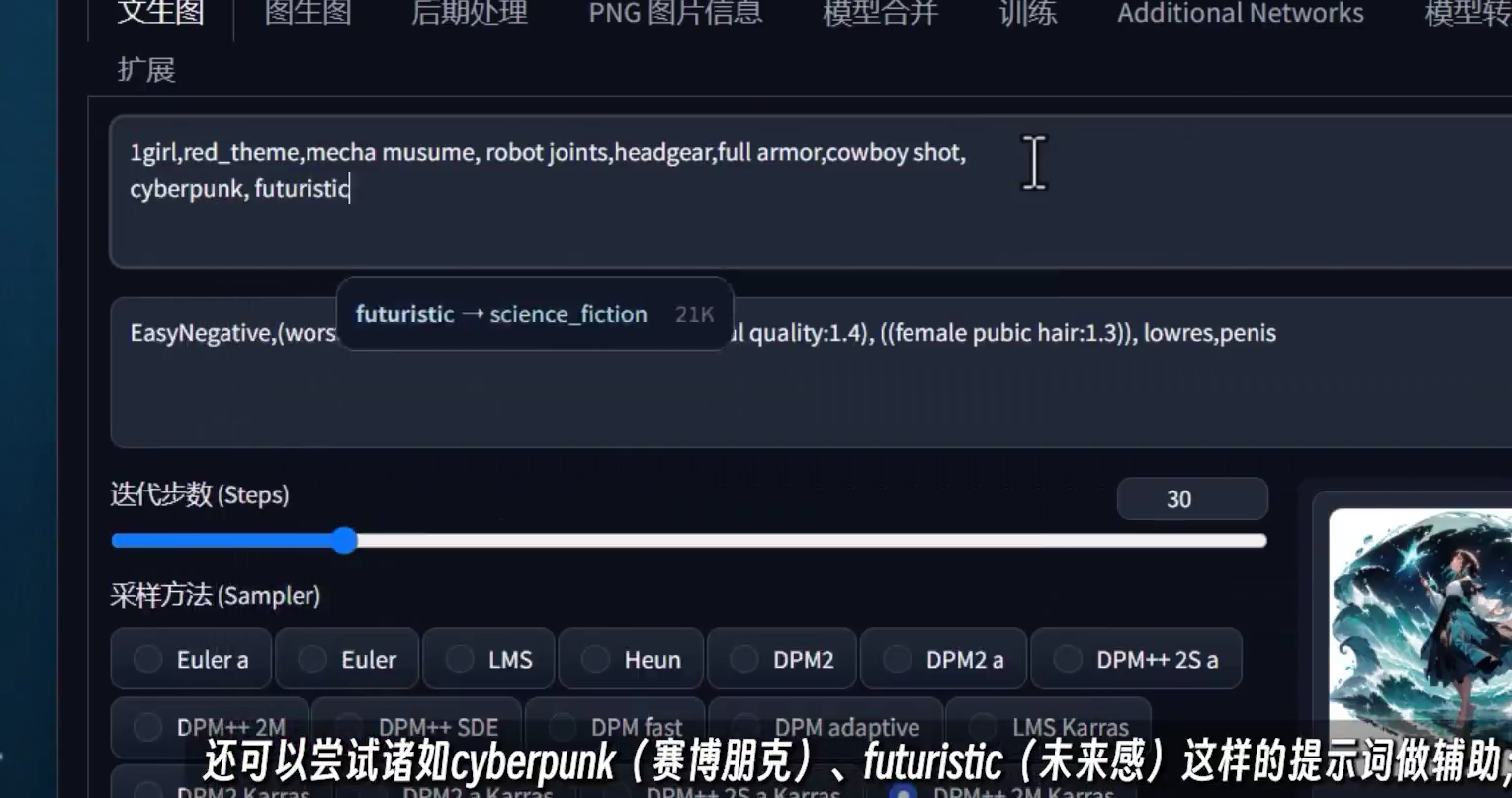 文生图 图生图 后期处理 PNG 图片信息 模型合并 训练 Additional Networks 模型转
扩展
1girl,red_theme,mecha musume, robot joints,headgear,full armor,cowboy shot,
cyberpunk, futuristic
futuristic → science_fiction 21K
EasyNegative,(wors l quality:1.4), ((female pubic hair:1.3)), lowres,penis
迭代步数 (Steps) 30
采样方法 (Sampler)
Euler a Euler LMS Heun DPM2 DPM2 a DPM++ 2S a
DPM++ 2M DPM++ SDE DPM fast DPM adaptive LMS Karras
还可以尝试诸如cyberpunk（赛博朋克）、futuristic（未来感）这样的提示词做辅助
DPM2 Karras DPM2 a Karras DPM++ 2S a Karras DPM++ 2M Karras